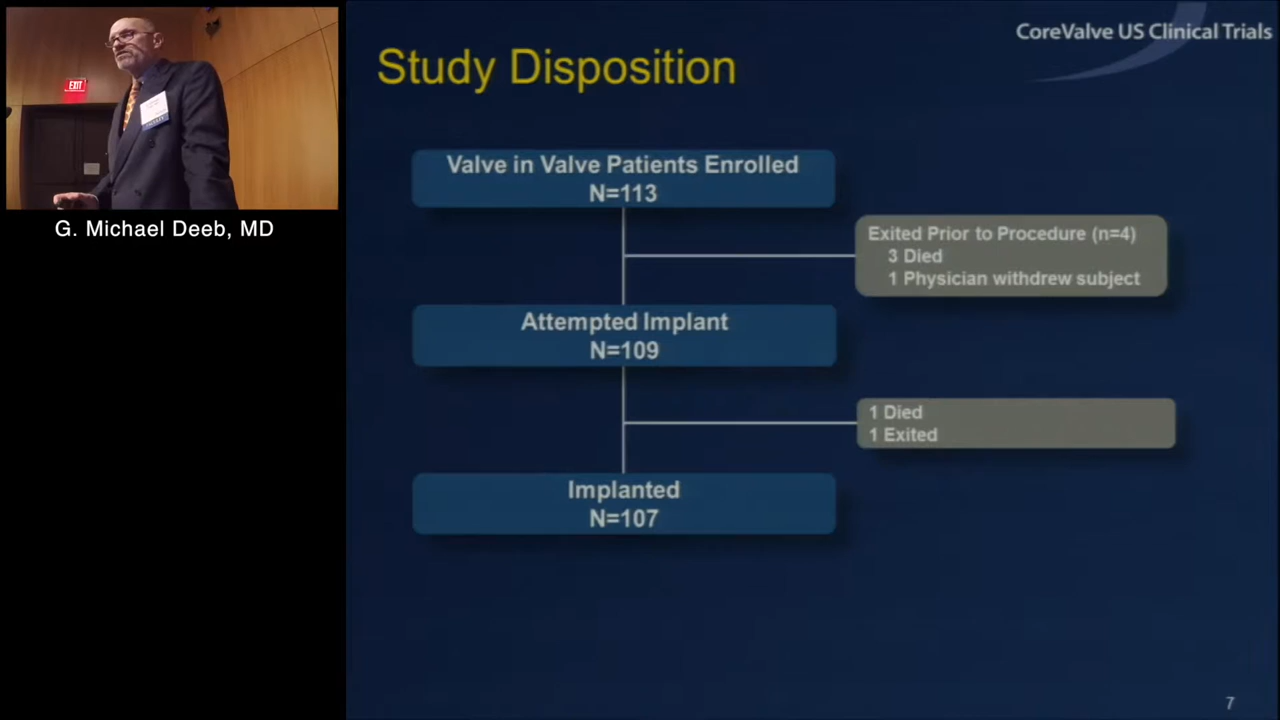 EXIT
G. Michael Deeb, MD
CoreValve US Clinical Trials
Study Disposition
Valve in Valve Patients Enrolled
N=113
Exited Prior to Procedure (n=4)
3 Died
1 Physician withdrew subject
Attempted Implant
N=109
1 Died
1 Exited
Implanted
N=107
7